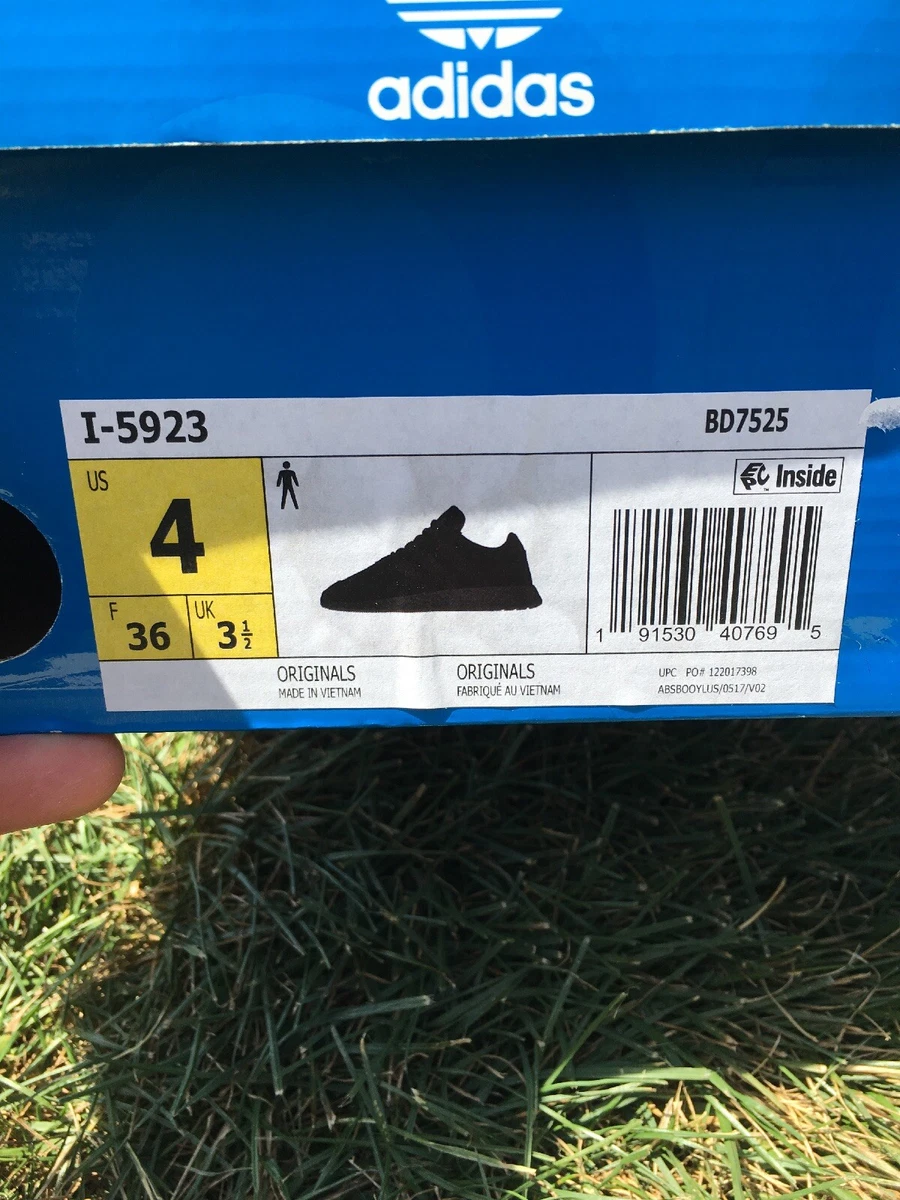 adidas
I-5923 BD7525
US
4
F 36
UK 3½
EPC Inside
1 91530 40769 5
ORIGINALS
MADE IN VIETNAM
ORIGINALS
FABRIQUÉ AU VIETNAM
UPC PO# 122017398
ABSBOOYLUS/0517/V02